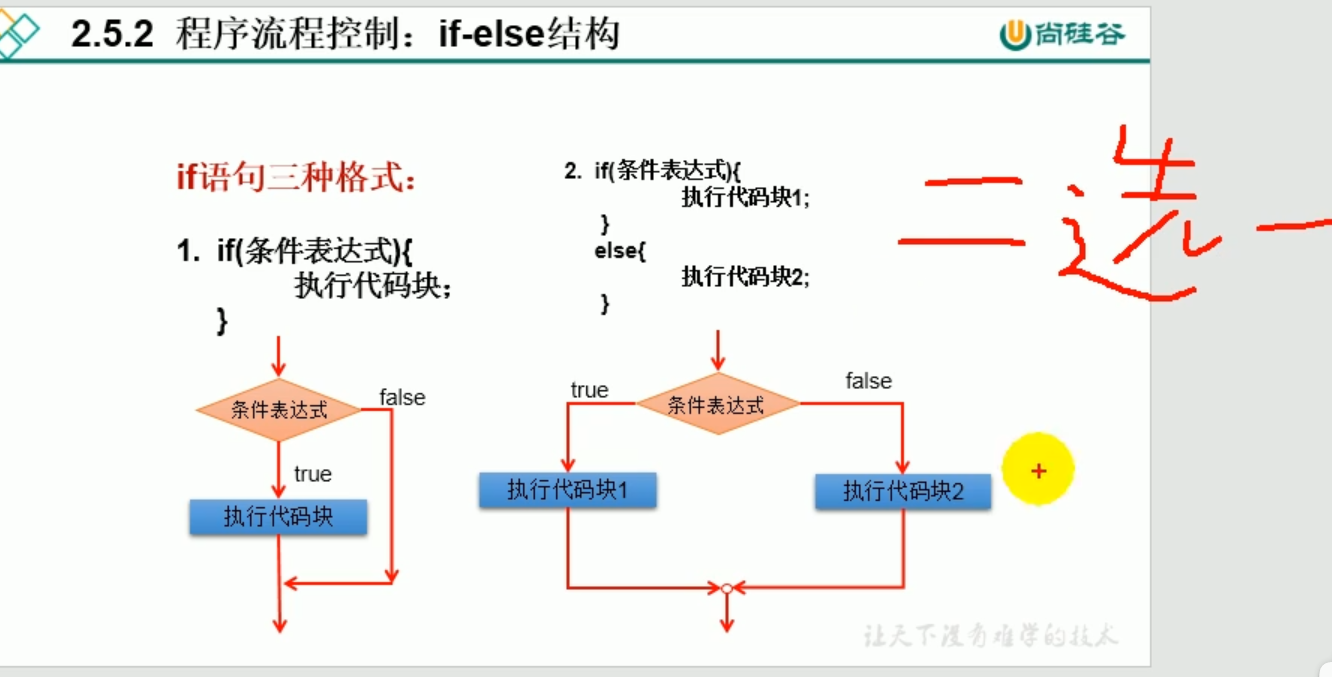 2.5.2 程序流程控制：if-else结构
尚硅谷
if语句三种格式：
1. if(条件表达式){
执行代码块；
}
条件表达式
false
true
执行代码块
2. if(条件表达式){
执行代码块1;
}
else{
执行代码块2;
}
true
条件表达式
false
执行代码块1
执行代码块2
二选一
让天下没有难学的技术